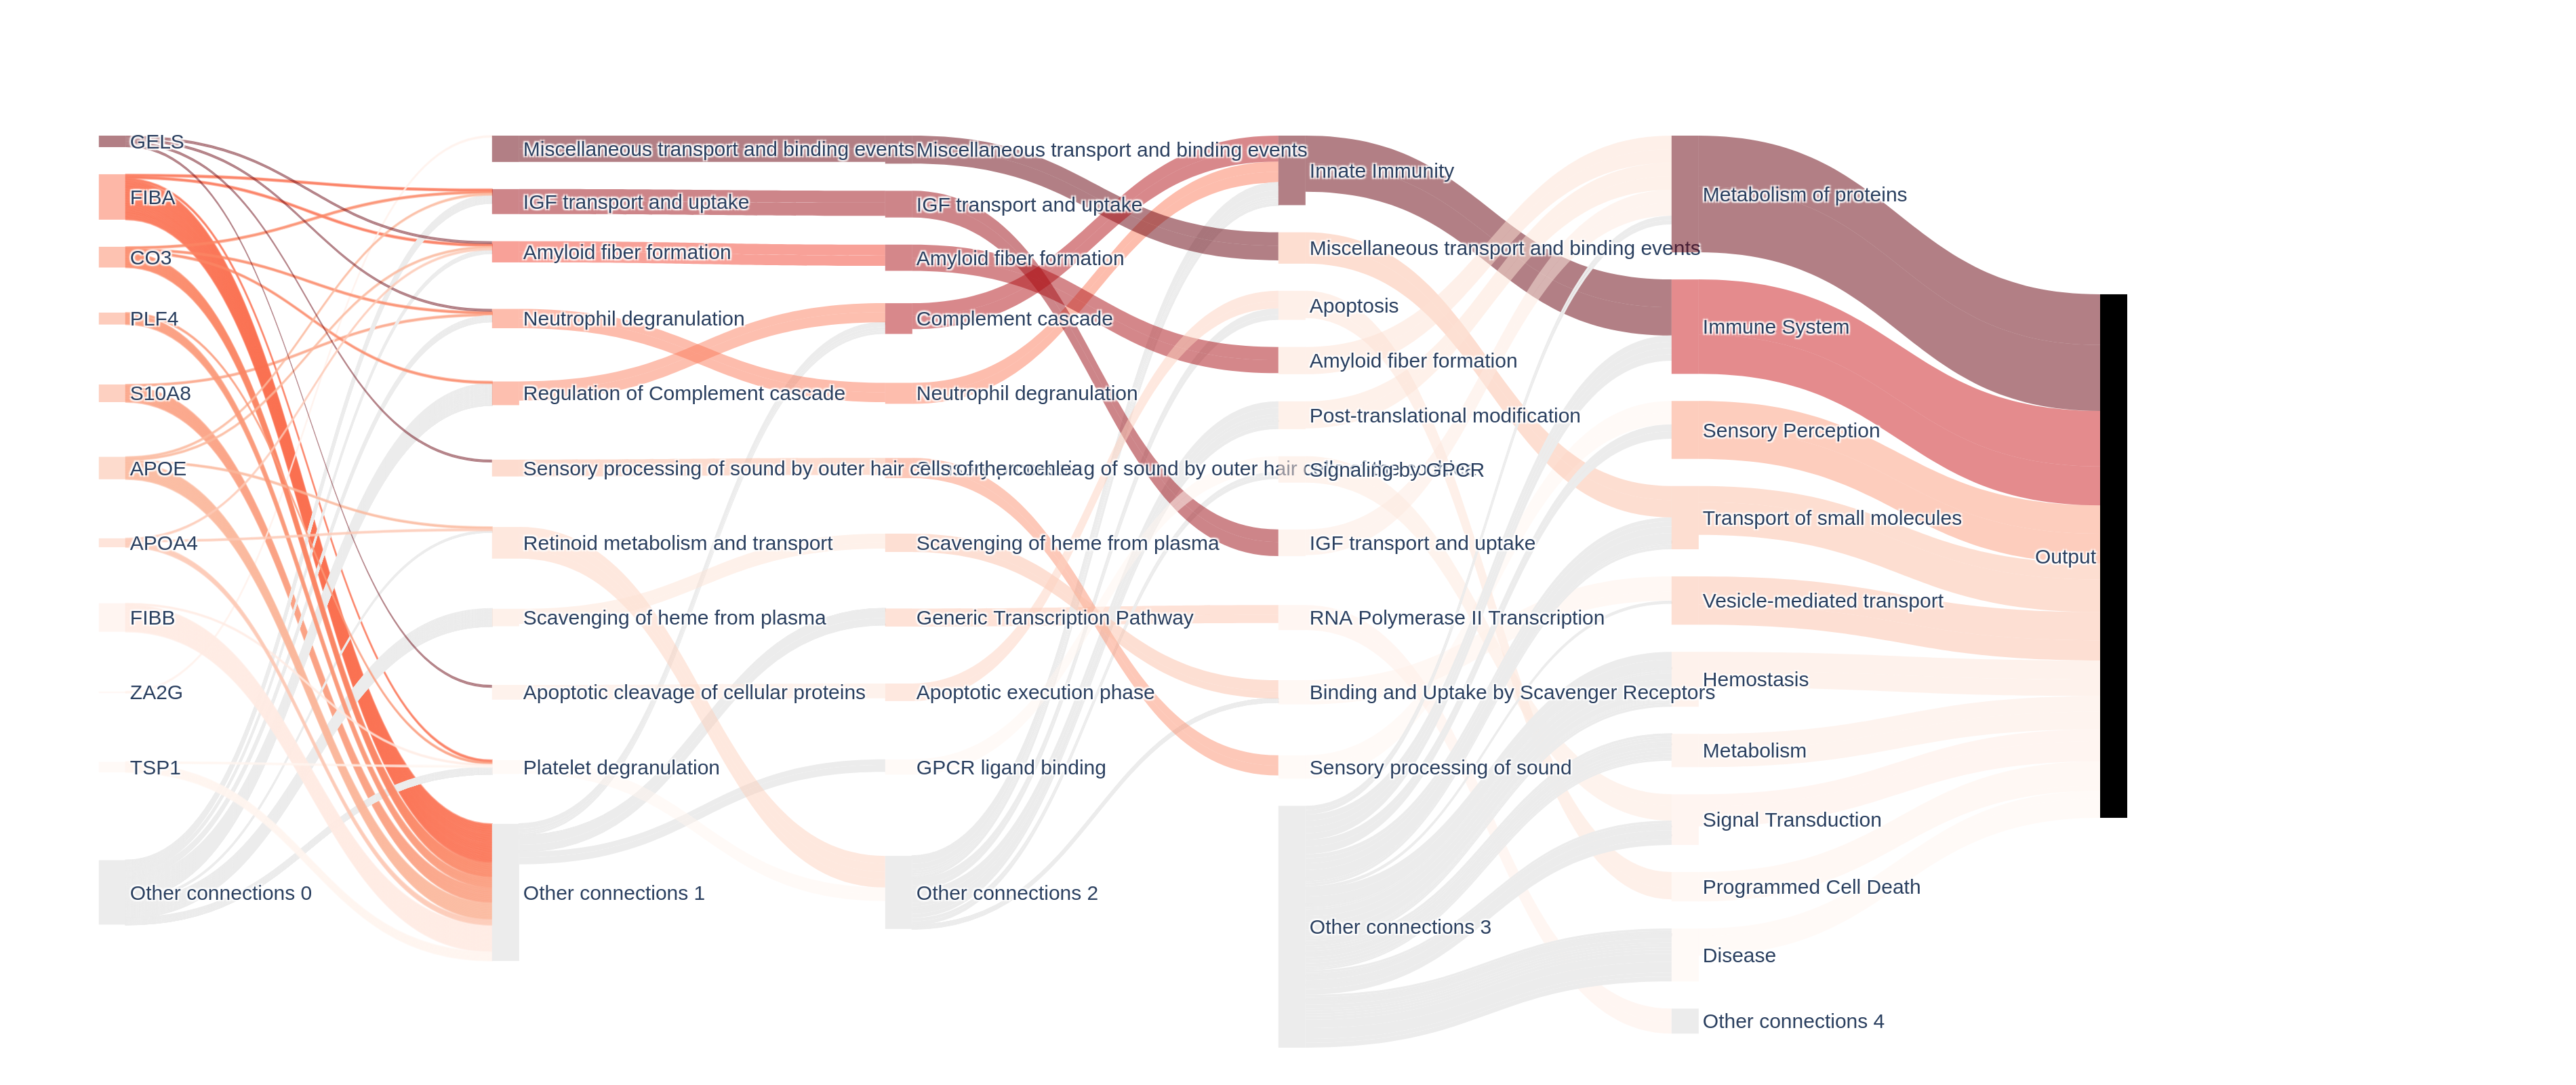 GELS
FIBA
CO3
PLF4
S10A8
APOE
APOA4
FIBB
ZA2G
TSP1
Other connections 0
Miscellaneous transport and binding events
IGF transport and uptake
Amyloid fiber formation
Neutrophil degranulation
Regulation of Complement cascade
Sensory processing of sound by outer hair cells of the cochlea
Retinoid metabolism and transport
Scavenging of heme from plasma
Apoptotic cleavage of cellular proteins
Platelet degranulation
Other connections 1
Miscellaneous transport and binding events
IGF transport and uptake
Amyloid fiber formation
Complement cascade
Neutrophil degranulation
of sound by outer hair
Scavenging of heme from plasma
Generic Transcription Pathway
Apoptotic execution phase
GPCR ligand binding
Other connections 2
Innate Immunity
Miscellaneous transport and binding events
Apoptosis
Amyloid fiber formation
Post-translational modification
Signaling by GPCR
IGF transport and uptake
RNA Polymerase II Transcription
Binding and Uptake by Scavenger Receptors
Sensory processing of sound
Other connections 3
Metabolism of proteins
Immune System
Sensory Perception
Transport of small molecules
Vesicle-mediated transport
Hemostasis
Metabolism
Signal Transduction
Programmed Cell Death
Disease
Other connections 4
Output